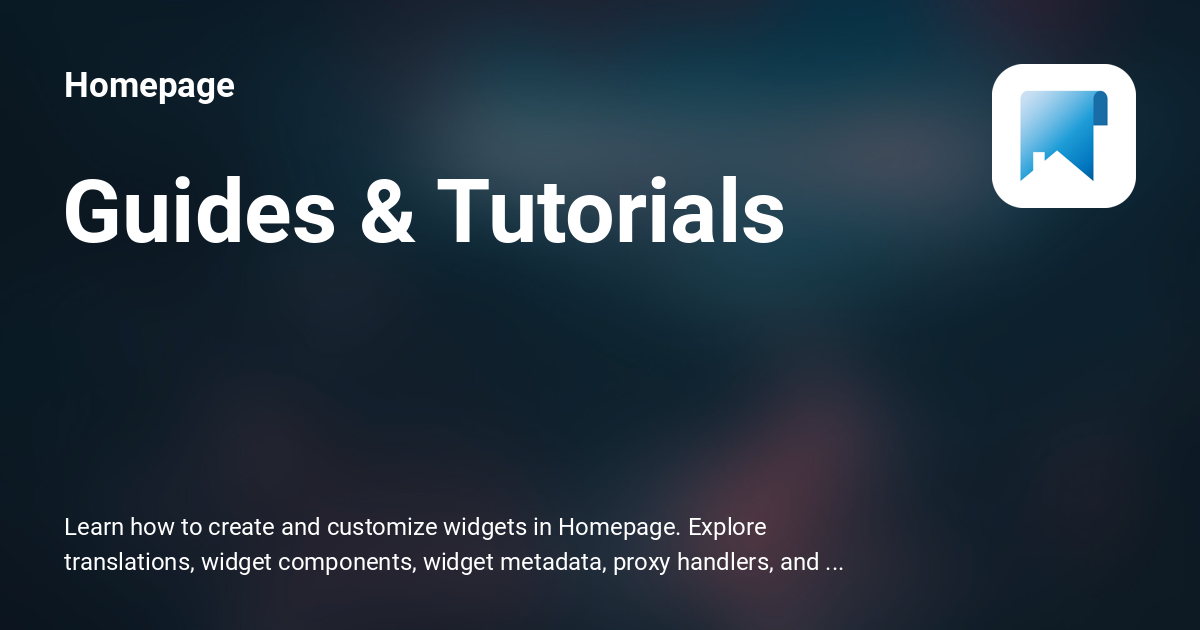 Homepage
Guides & Tutorials
Learn how to create and customize widgets in Homepage. Explore
translations, widget components, widget metadata, proxy handlers, and ...